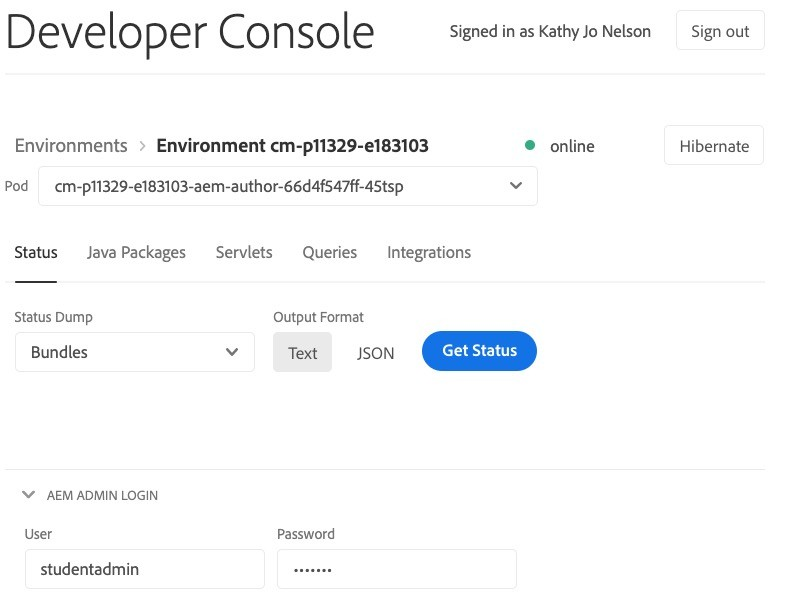 Developer Console
Signed in as Kathy Jo Nelson
Sign out
Environments > Environment cm-p11329-e183103
online
Hibernate
Pod
cm-p11329-e183103-aem-author-66d4f547ff-45tsp
Status Java Packages Servlets Queries Integrations
Status Dump
Output Format
Bundles
Text
JSON
Get Status
AEM ADMIN LOGIN
User
Password
studentadmin
•••••••